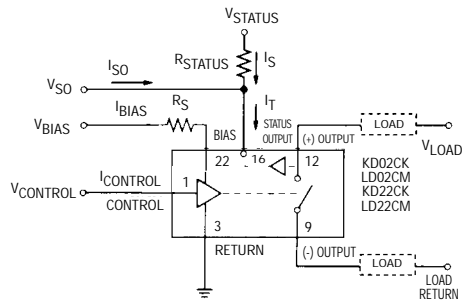 VSTATUS
RSTATUS
IS
ISO
VSO
IBIAS
RS
IT
STATUS
OUTPUT
(+) OUTPUT
LOAD
VBIAS
BIAS
VLOAD
22
16
12
KD02CK
LD02CM
KD22CK
LD22CM
ICONTROL
VCONTROL
CONTROL
1
3
9
RETURN
(-) OUTPUT
LOAD
LOAD
RETURN